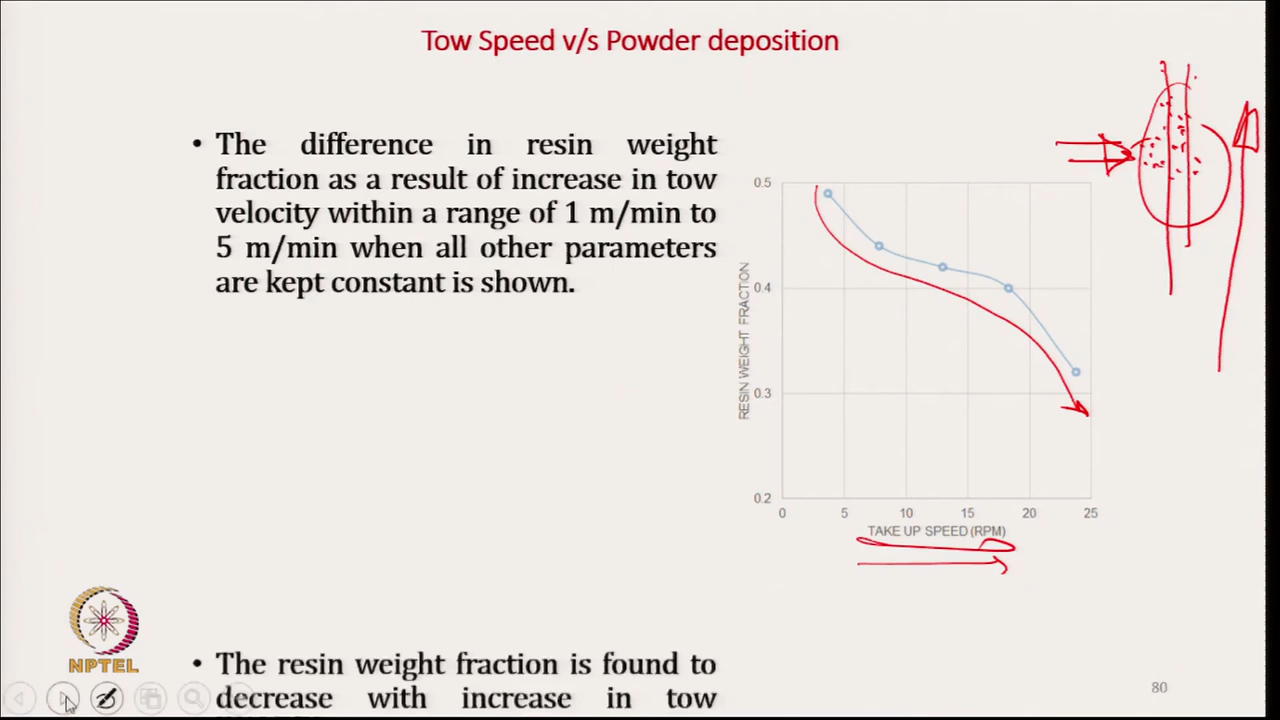 Tow Speed v/s Powder deposition
• The difference in resin weight
fraction as a result of increase in tow
velocity within a range of 1 m/min to
5 m/min when all other parameters
are kept constant is shown.
0.5
0.4
0.3
0.2
RESIN WEIGHT FRACTION
0 5 10 15 20 25
TAKE UP SPEED (RPM)
• The resin weight fraction is found to
decrease with increase in tow
NPTEL
80